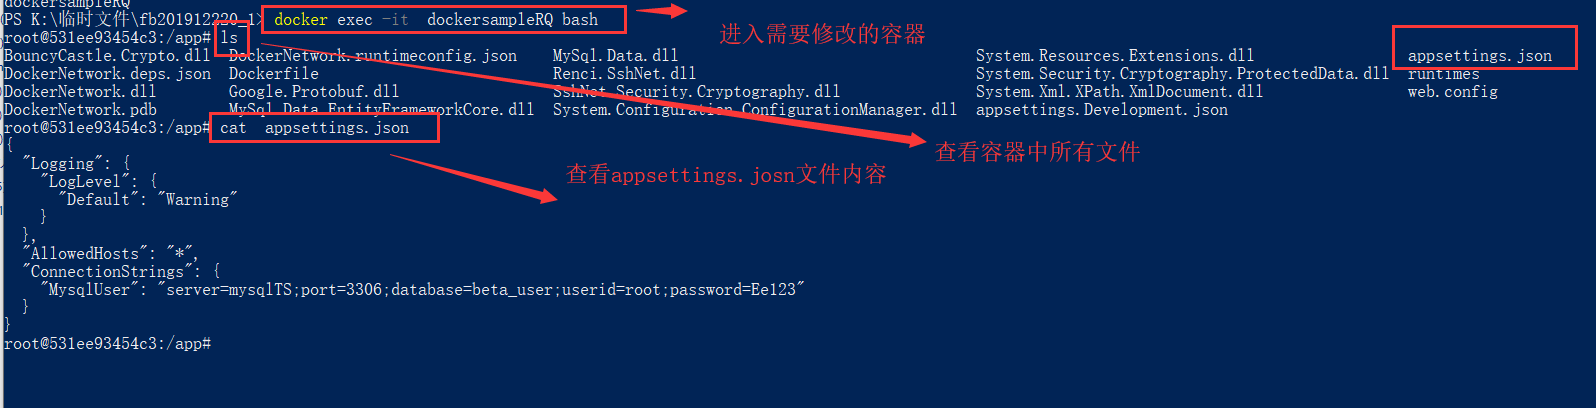 dockersampleRQ
PS K:\临时文件\fb201912220_1> docker exec -it  dockersampleRQ bash
进入需要修改的容器
root@531ee93454c3:/app# ls
BouncyCastle.Crypto.dll  DockerNetwork.runtimeconfig.json  MySql.Data.dll  System.Resources.Extensions.dll  appsettings.json
DockerNetwork.deps.json  Dockerfile  Renci.SshNet.dll  System.Security.Cryptography.ProtectedData.dll  runtimes
DockerNetwork.dll  Google.Protobuf.dll  SshNet.Security.Cryptography.dll  System.Xml.XPath.XmlDocument.dll  web.config
DockerNetwork.pdb  MySql.Data.EntityFrameworkCore.dll  System.Configuration.ConfigurationManager.dll  appsettings.Development.json
root@531ee93454c3:/app# cat  appsettings.json
查看容器中所有文件
{
"Logging": {
查看appsettings.josn文件内容
"LogLevel": {
"Default": "Warning"
}
},
"AllowedHosts": "*",
"ConnectionStrings": {
"MysqlUser": "server=mysqlTS;port=3306;database=beta_user;userid=root;password=Ee123"
}
}
root@531ee93454c3:/app#